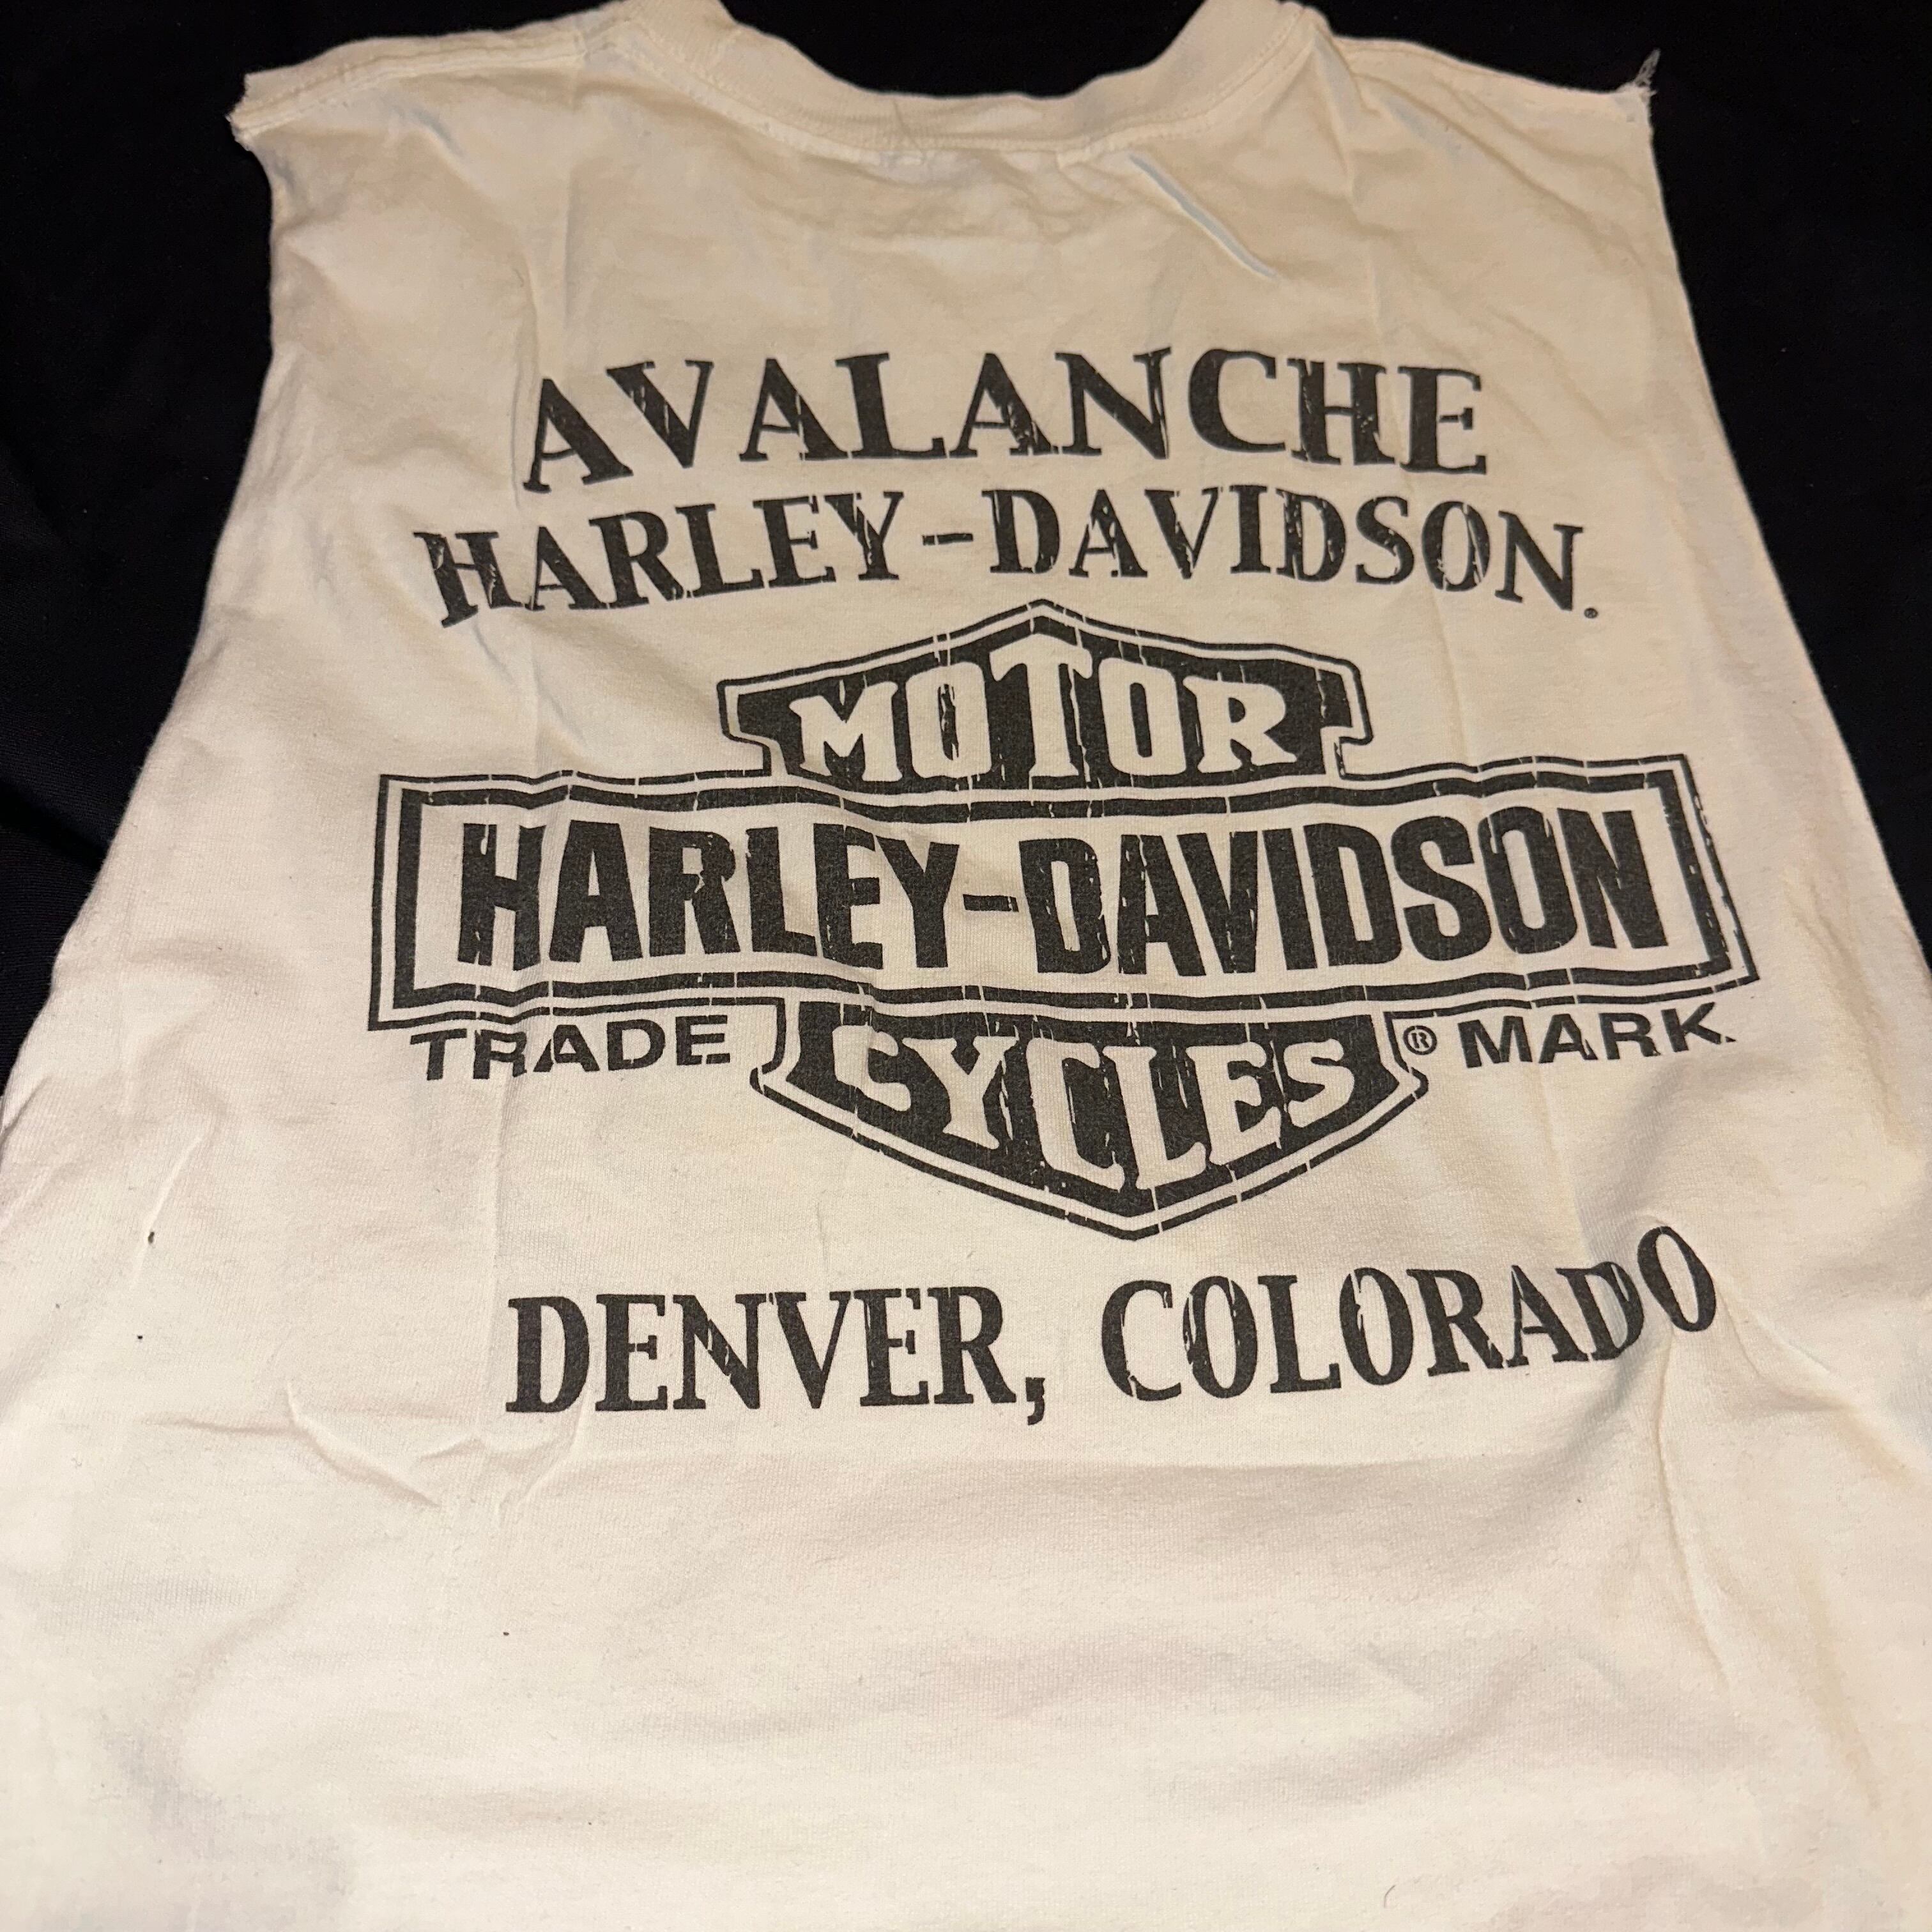 AVALANCHE
HARLEY-DAVIDSON®
MOTOR
HARLEY-DAVIDSON
TRADE CYCLES ® MARK
DENVER, COLORADO